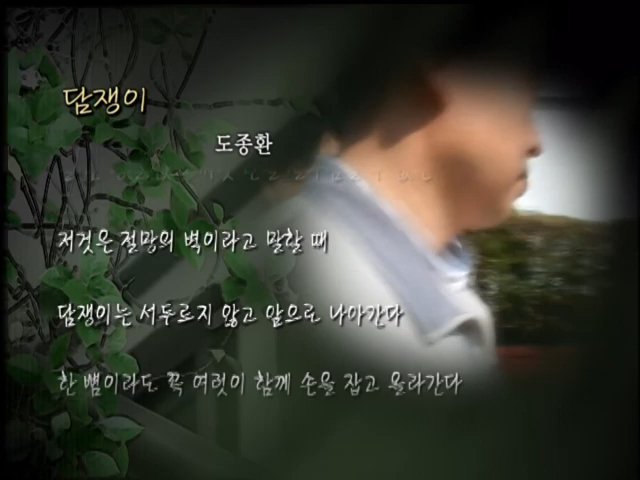 담쟁이
도종환
저것은 절망의 벽이라고 말할 때
담쟁이는 서두르지 않고 앞으로 나아간다
한 뼘이라도 꼭 여럿이 함께 손을 잡고 올라간다